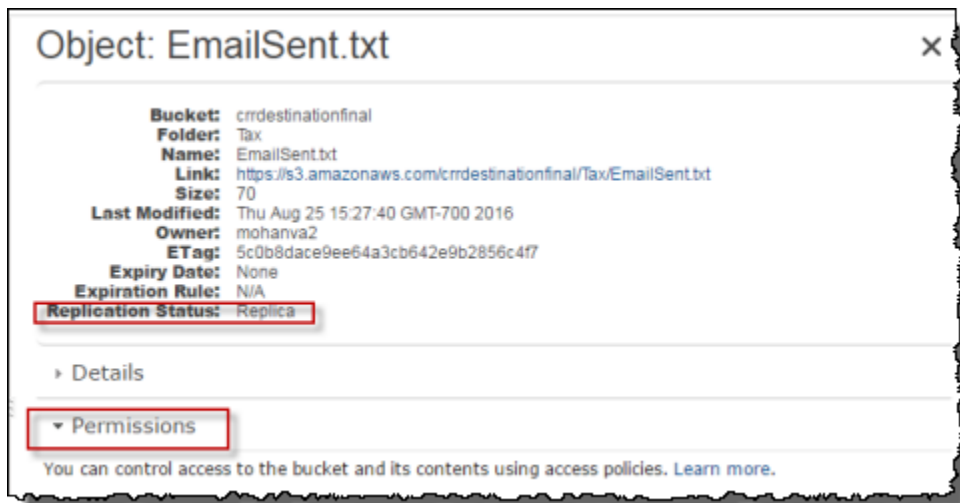 Object: EmailSent.txt ×
Bucket: crrdestinationfinal
Folder: Tax
Name: EmailSent.txt
Link: https://s3.amazonaws.com/crrdestinationfinal/Tax/EmailSent.txt
Size: 70
Last Modified: Thu Aug 25 15:27:40 GMT-700 2016
Owner: mohanva2
ETag: 5c0b8dace9ee64a3cb642e9b2856c4f7
Expiry Date: None
Expiration Rule: N/A
Replication Status: Replica
Details
Permissions
You can control access to the bucket and its contents using access policies. Learn more.